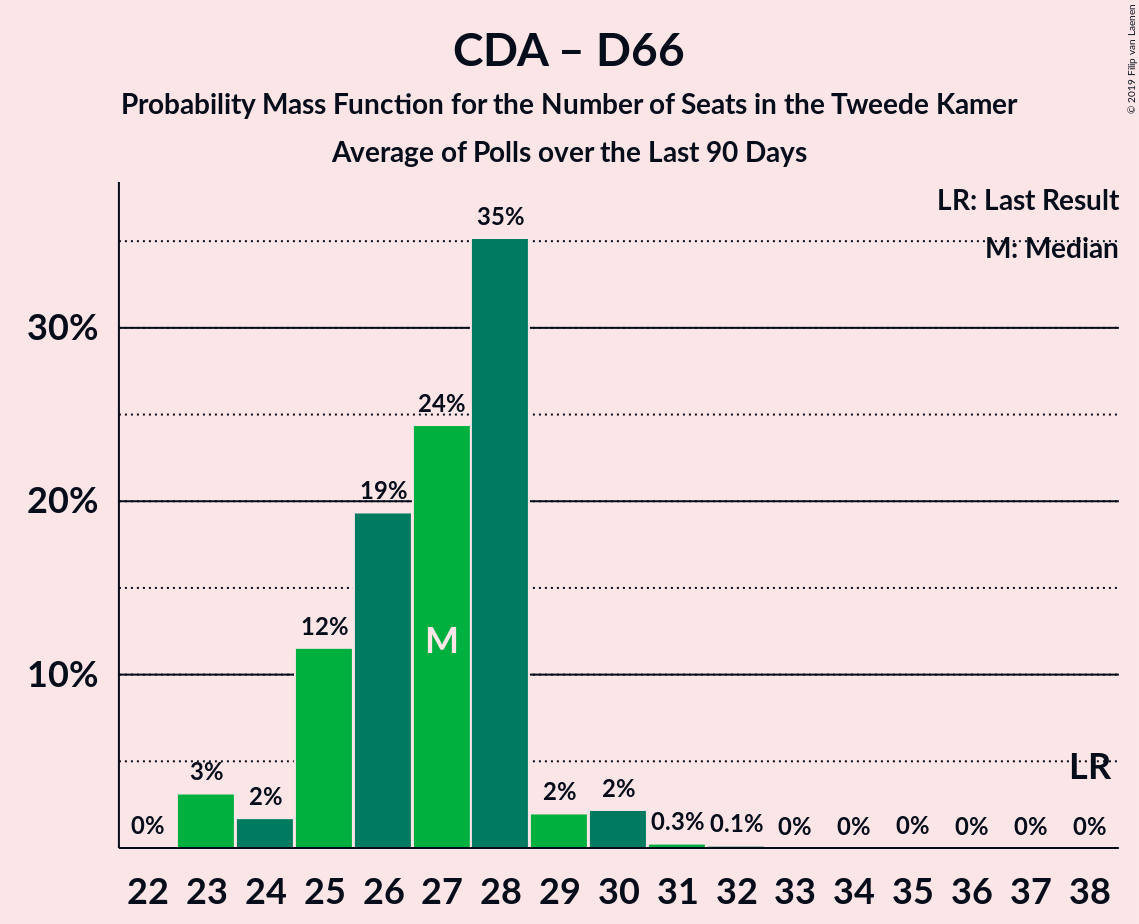 CDA – D66
Probability Mass Function for the Number of Seats in the Tweede Kamer
Average of Polls over the Last 90 Days
© 2019 Filip van Laenen
LR: Last Result
M: Median
30%
20%
10%
0% 3% 2% 12% 19% 24% 35% 2% 2% 0.3% 0.1% 0% 0% 0% 0% 0% 0%
M
LR
22 23 24 25 26 27 28 29 30 31 32 33 34 35 36 37 38